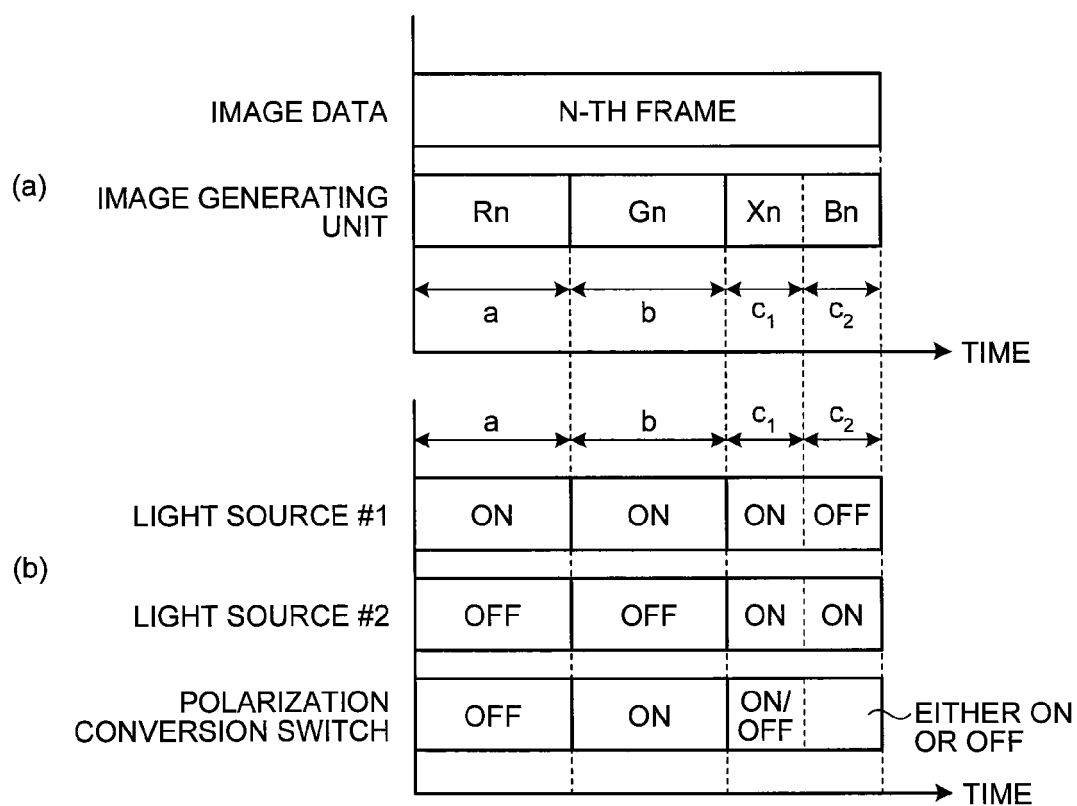 IMAGE DATA
N-TH FRAME
(a)
IMAGE GENERATING
UNIT
Rn
Gn
Xn
Bn
a
b
c1
c2
TIME
a
b
c1
c2
LIGHT SOURCE #1
ON
ON
ON
OFF
(b)
LIGHT SOURCE #2
OFF
OFF
ON
ON
POLARIZATION
CONVERSION SWITCH
OFF
ON
ON/
OFF
EITHER ON
OR OFF
TIME